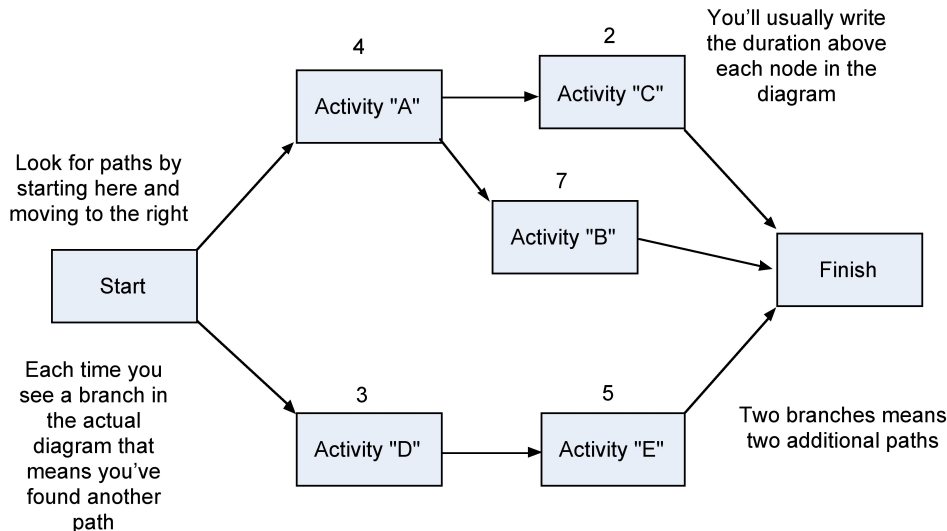 4
2
You'll usually write
the duration above
each node in the
diagram
Activity "A"
Activity "C"
Look for paths by
starting here and
moving to the right
7
Activity "B"
Start
Finish
Each time you
see a branch in
the actual
diagram that
means you've
found another
path
3
5
Activity "D"
Activity "E"
Two branches means
two additional paths